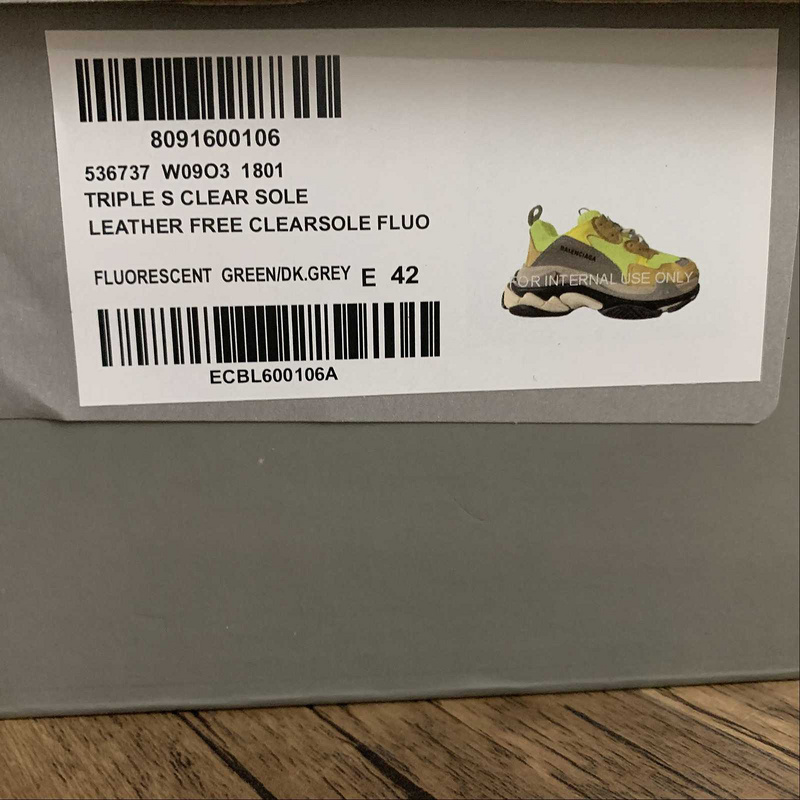 8091600106
536737 W09O3 1801
TRIPLE S CLEAR SOLE
LEATHER FREE CLEARSOLE FLUO
FLUORESCENT GREEN/DK.GREY E 42
ECBL600106A
BALENCIAGA
FOR INTERNAL USE ONLY